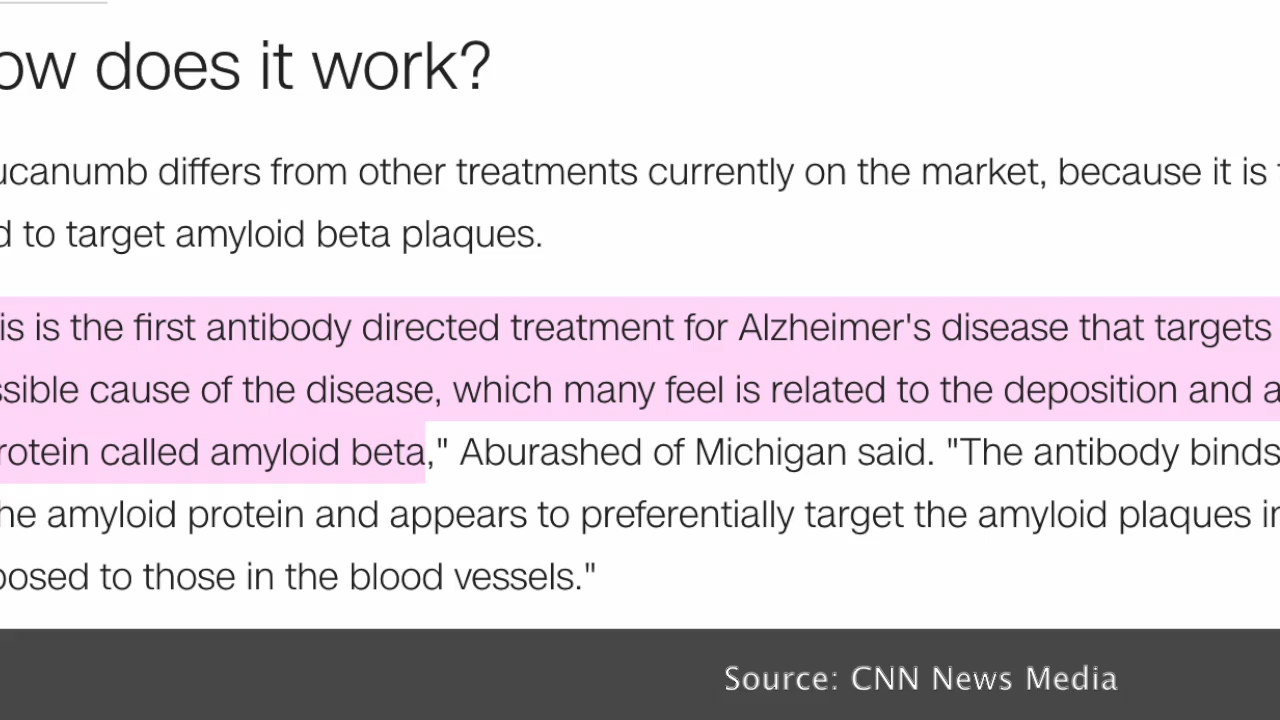 ow does it work?
ucanumb differs from other treatments currently on the market, because it is
d to target amyloid beta plaques.
is is the first antibody directed treatment for Alzheimer's disease that targets
ssible cause of the disease, which many feel is related to the deposition and a
rotein called amyloid beta," Aburashed of Michigan said. "The antibody binds
he amyloid protein and appears to preferentially target the amyloid plaques in
posed to those in the blood vessels."
Source: CNN News Media